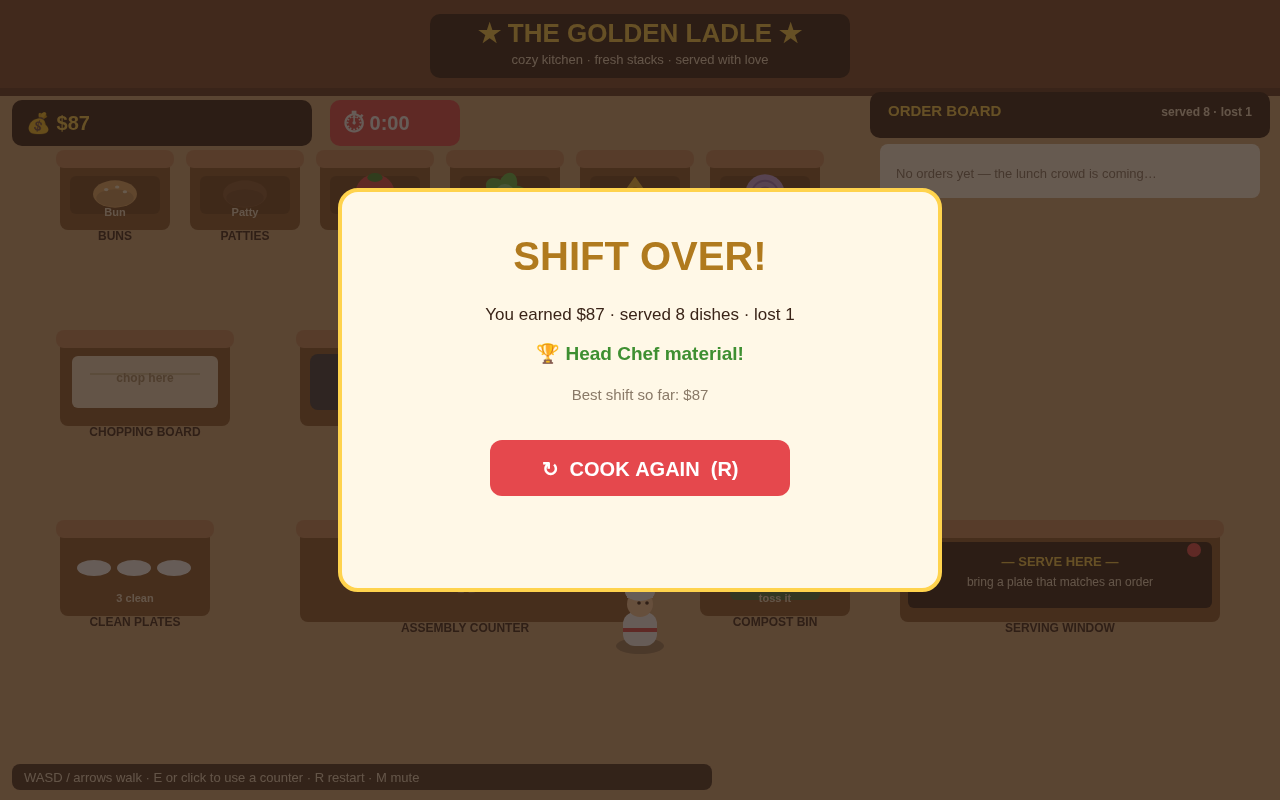 ★ THE GOLDEN LADLE ★
cozy kitchen · fresh stacks · served with love
💰 $87
⏱ 0:00
ORDER BOARD
served 8 · lost 1
No orders yet — the lunch crowd is coming…
Bun
Patty
BUNS
PATTIES
SHIFT OVER!
You earned $87 · served 8 dishes · lost 1
🏆 Head Chef material!
Best shift so far: $87
↻ COOK AGAIN (R)
chop here
CHOPPING BOARD
3 clean
CLEAN PLATES
ASSEMBLY COUNTER
toss it
COMPOST BIN
— SERVE HERE —
bring a plate that matches an order
SERVING WINDOW
WASD / arrows walk · E or click to use a counter · R restart · M mute